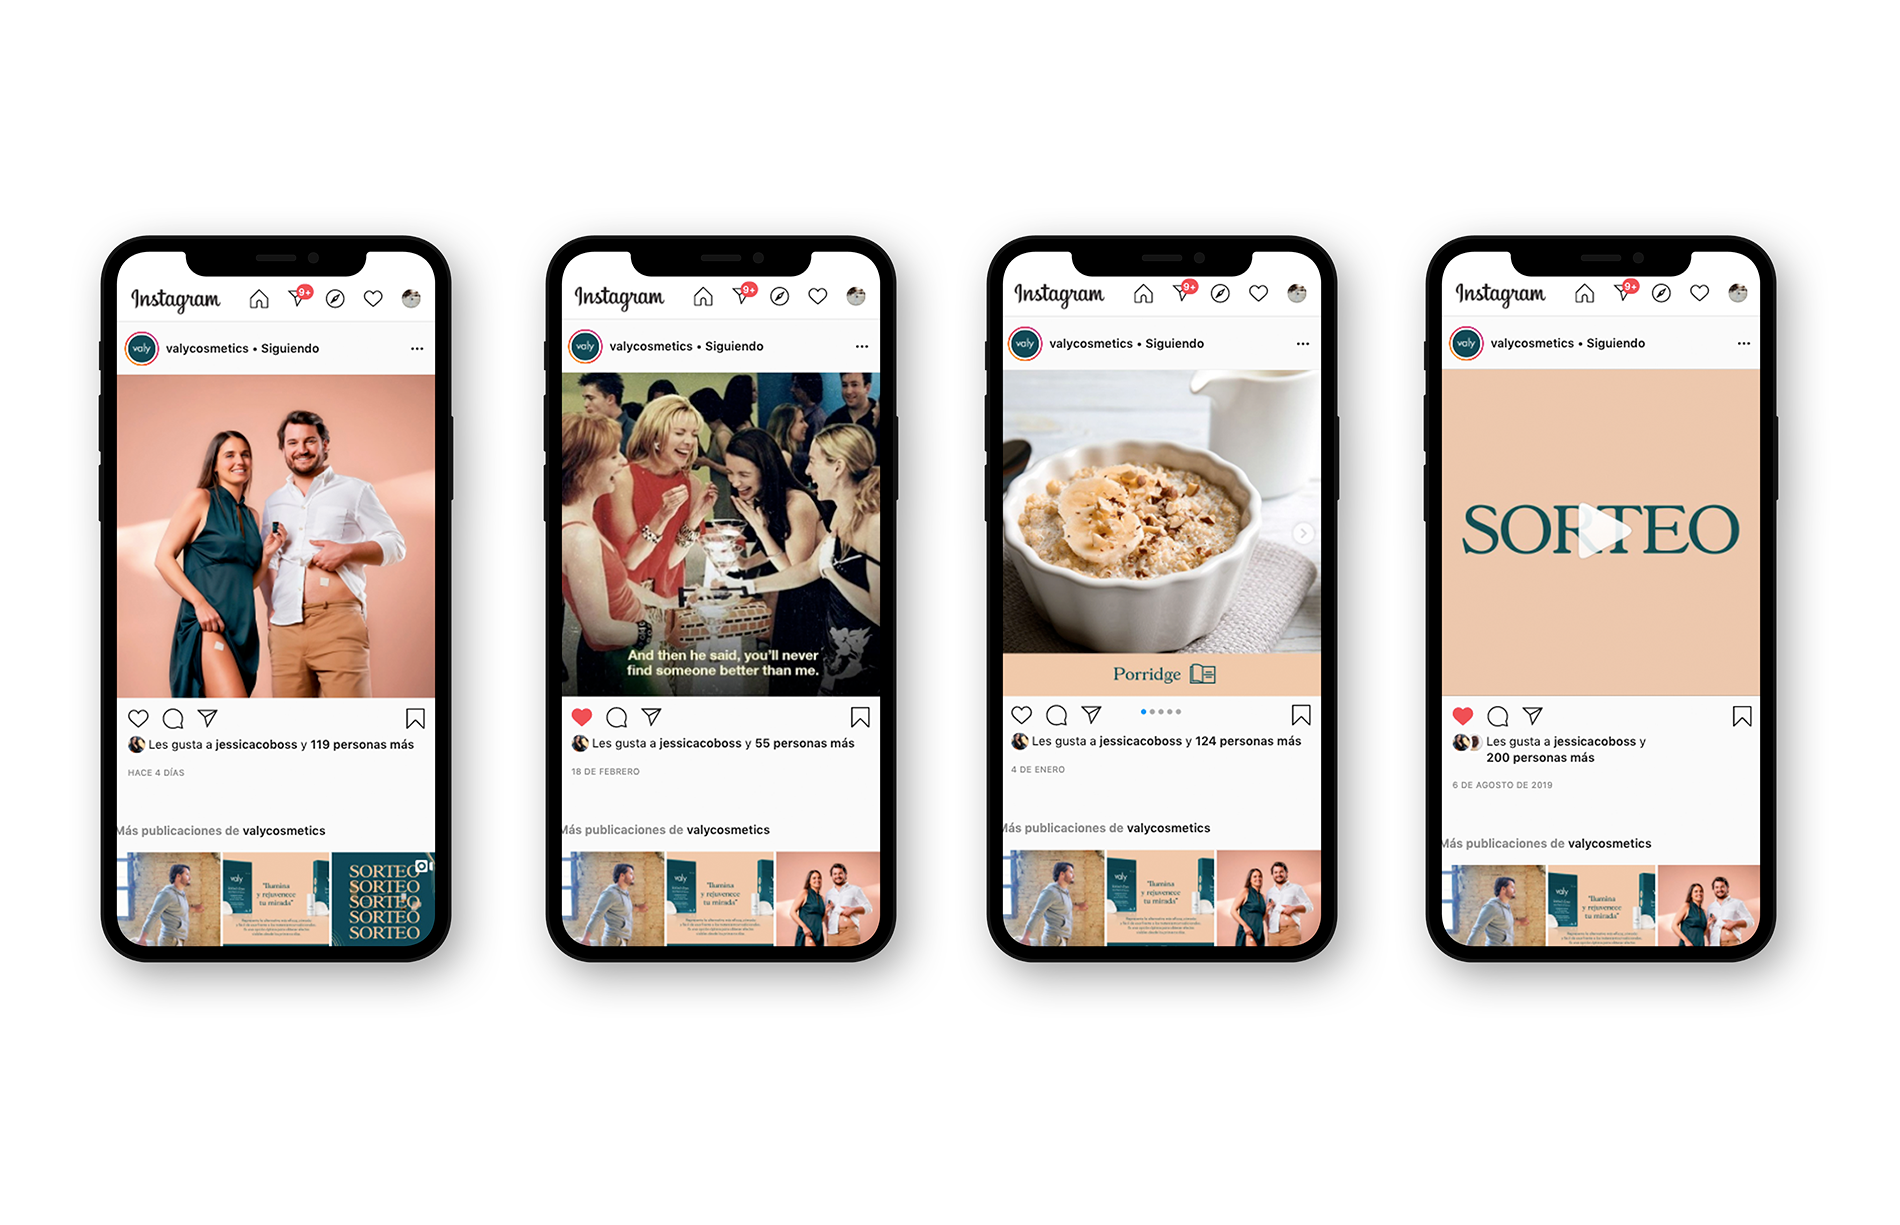 Instagram
9+
valy
valycosmetics • Siguiendo
Les gusta a jessicacoboss y 119 personas más
HACE 4 DÍAS
Más publicaciones de valycosmetics
valy
"Ilumina
y rejuvenece
tu mirada"
SORTEO
SORTEO
SORTEO
SORTEO
SORTEO
Instagram
9+
valy
valycosmetics • Siguiendo
And then he said, you'll never
find someone better than me.
Les gusta a jessicacoboss y 55 personas más
18 DE FEBRERO
Más publicaciones de valycosmetics
valy
"Ilumina
y rejuvenece
tu mirada"
Instagram
9+
valy
valycosmetics • Siguiendo
Porridge
Les gusta a jessicacoboss y 124 personas más
4 DE ENERO
Más publicaciones de valycosmetics
valy
"Ilumina
y rejuvenece
tu mirada"
Instagram
9+
valy
valycosmetics • Siguiendo
SORTEO
Les gusta a jessicacoboss y
200 personas más
6 DE AGOSTO DE 2019
Más publicaciones de valycosmetics
valy
"Ilumina
y rejuvenece
tu mirada"